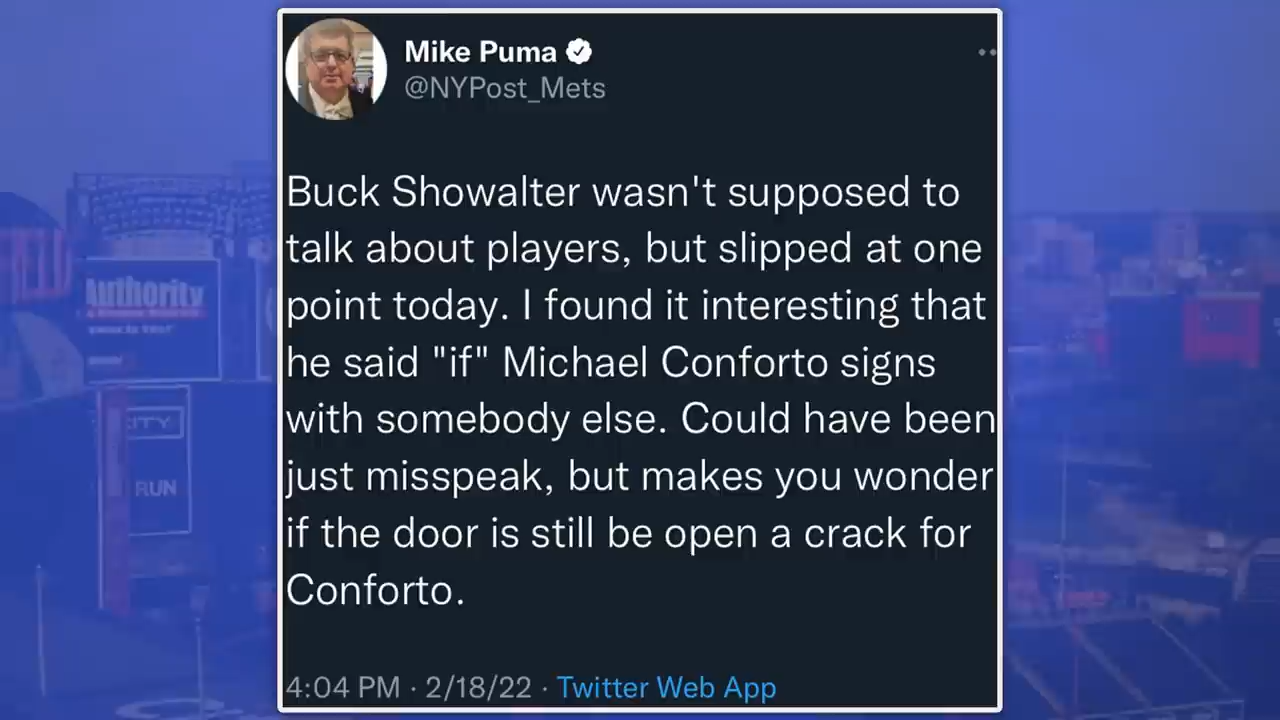 Mike Puma
@NYPost_Mets
Buck Showalter wasn't supposed to
talk about players, but slipped at one
point today. I found it interesting that
he said "if" Michael Conforto signs
with somebody else. Could have been
just misspeak, but makes you wonder
if the door is still be open a crack for
Conforto.
4:04 PM · 2/18/22 · Twitter Web App
Authority
CITY
RUN